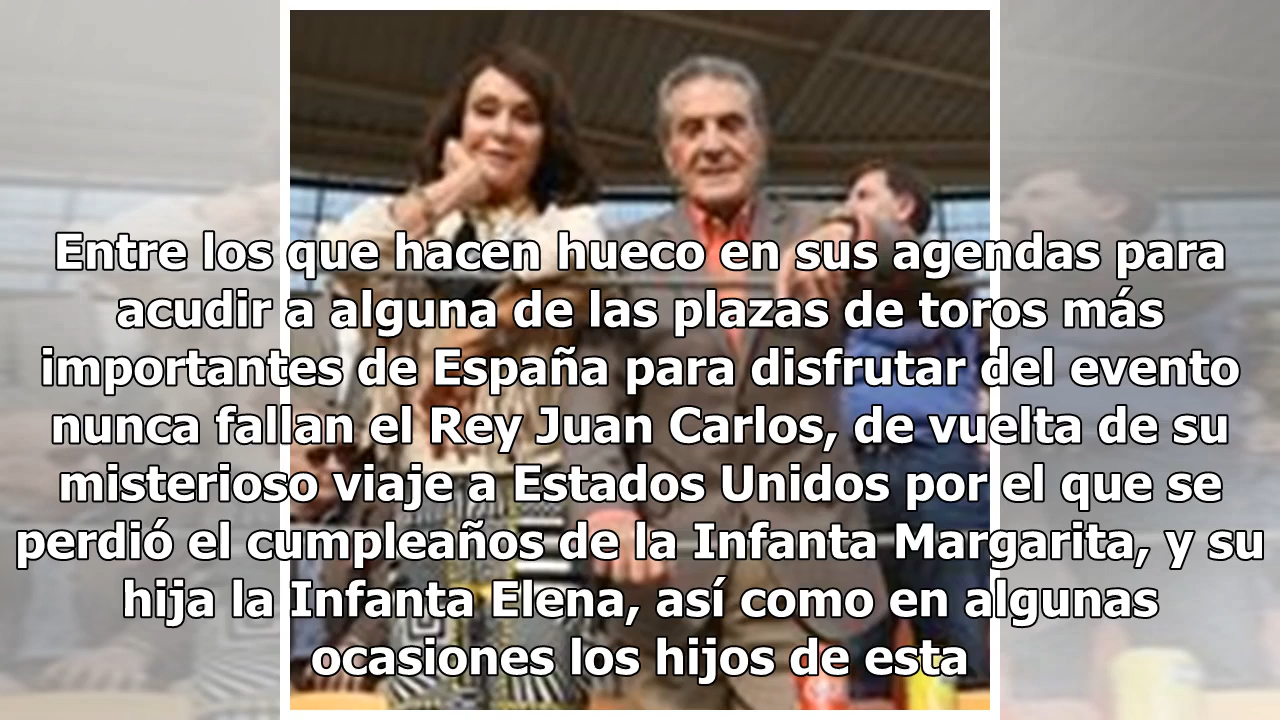 Entre los que hacen hueco en sus agendas para
acudir a alguna de las plazas de toros más
importantes de España para disfrutar del evento
nunca fallan el Rey Juan Carlos, de vuelta de su
misterioso viaje a Estados Unidos por el que se
perdió el cumpleaños de la Infanta Margarita, y su
hija la Infanta Elena, así como en algunas
ocasiones los hijos de esta